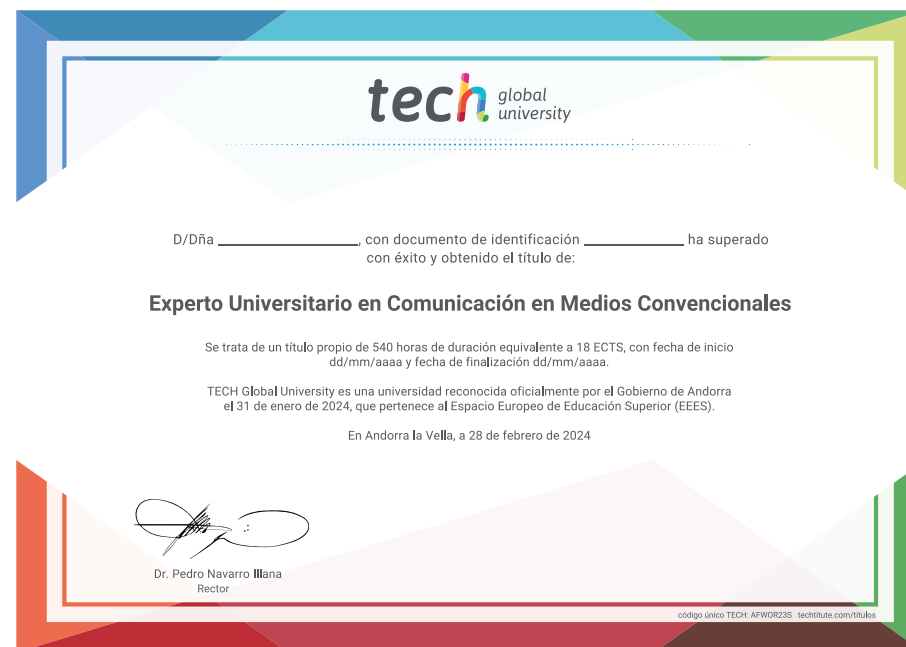 tech global university
D/Dña ____________________, con documento de identificación ______________ ha superado
con éxito y obtenido el título de:
Experto Universitario en Comunicación en Medios Convencionales
Se trata de un título propio de 540 horas de duración equivalente a 18 ECTS, con fecha de inicio
dd/mm/aaaa y fecha de finalización dd/mm/aaaa.
TECH Global University es una universidad reconocida oficialmente por el Gobierno de Andorra
el 31 de enero de 2024, que pertenece al Espacio Europeo de Educación Superior (EEES).
En Andorra la Vella, a 28 de febrero de 2024
Dr. Pedro Navarro Illana
Rector
código único TECH: AFWOR23S techtitute.com/titulos